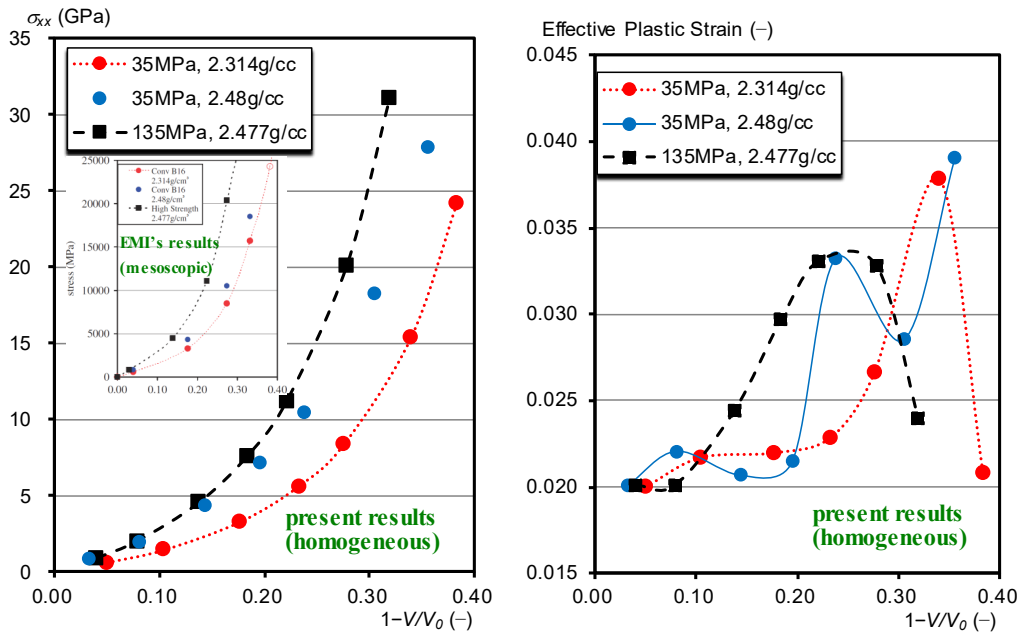 σxx (GPa)
35
30
25
20
15
10
5
0
0.00 0.10 0.20 0.30 0.40
1−V/V0 (−)
35MPa, 2.314g/cc
35MPa, 2.48g/cc
135MPa, 2.477g/cc
25000
20000
15000
10000
5000
0
0.00 0.10 0.20 0.30 0.40
stress (MPa)
Conv B16
2.314g/cm³
Conv B16
2.48g/cm³
High Strength
2.477g/cm³
EMI's results
(mesoscopic)
present results
(homogeneous)
Effective Plastic Strain (−)
0.045
0.040
0.035
0.030
0.025
0.020
0.015
0.00 0.10 0.20 0.30 0.40
1−V/V0 (−)
35MPa, 2.314g/cc
35MPa, 2.48g/cc
135MPa, 2.477g/cc
present results
(homogeneous)